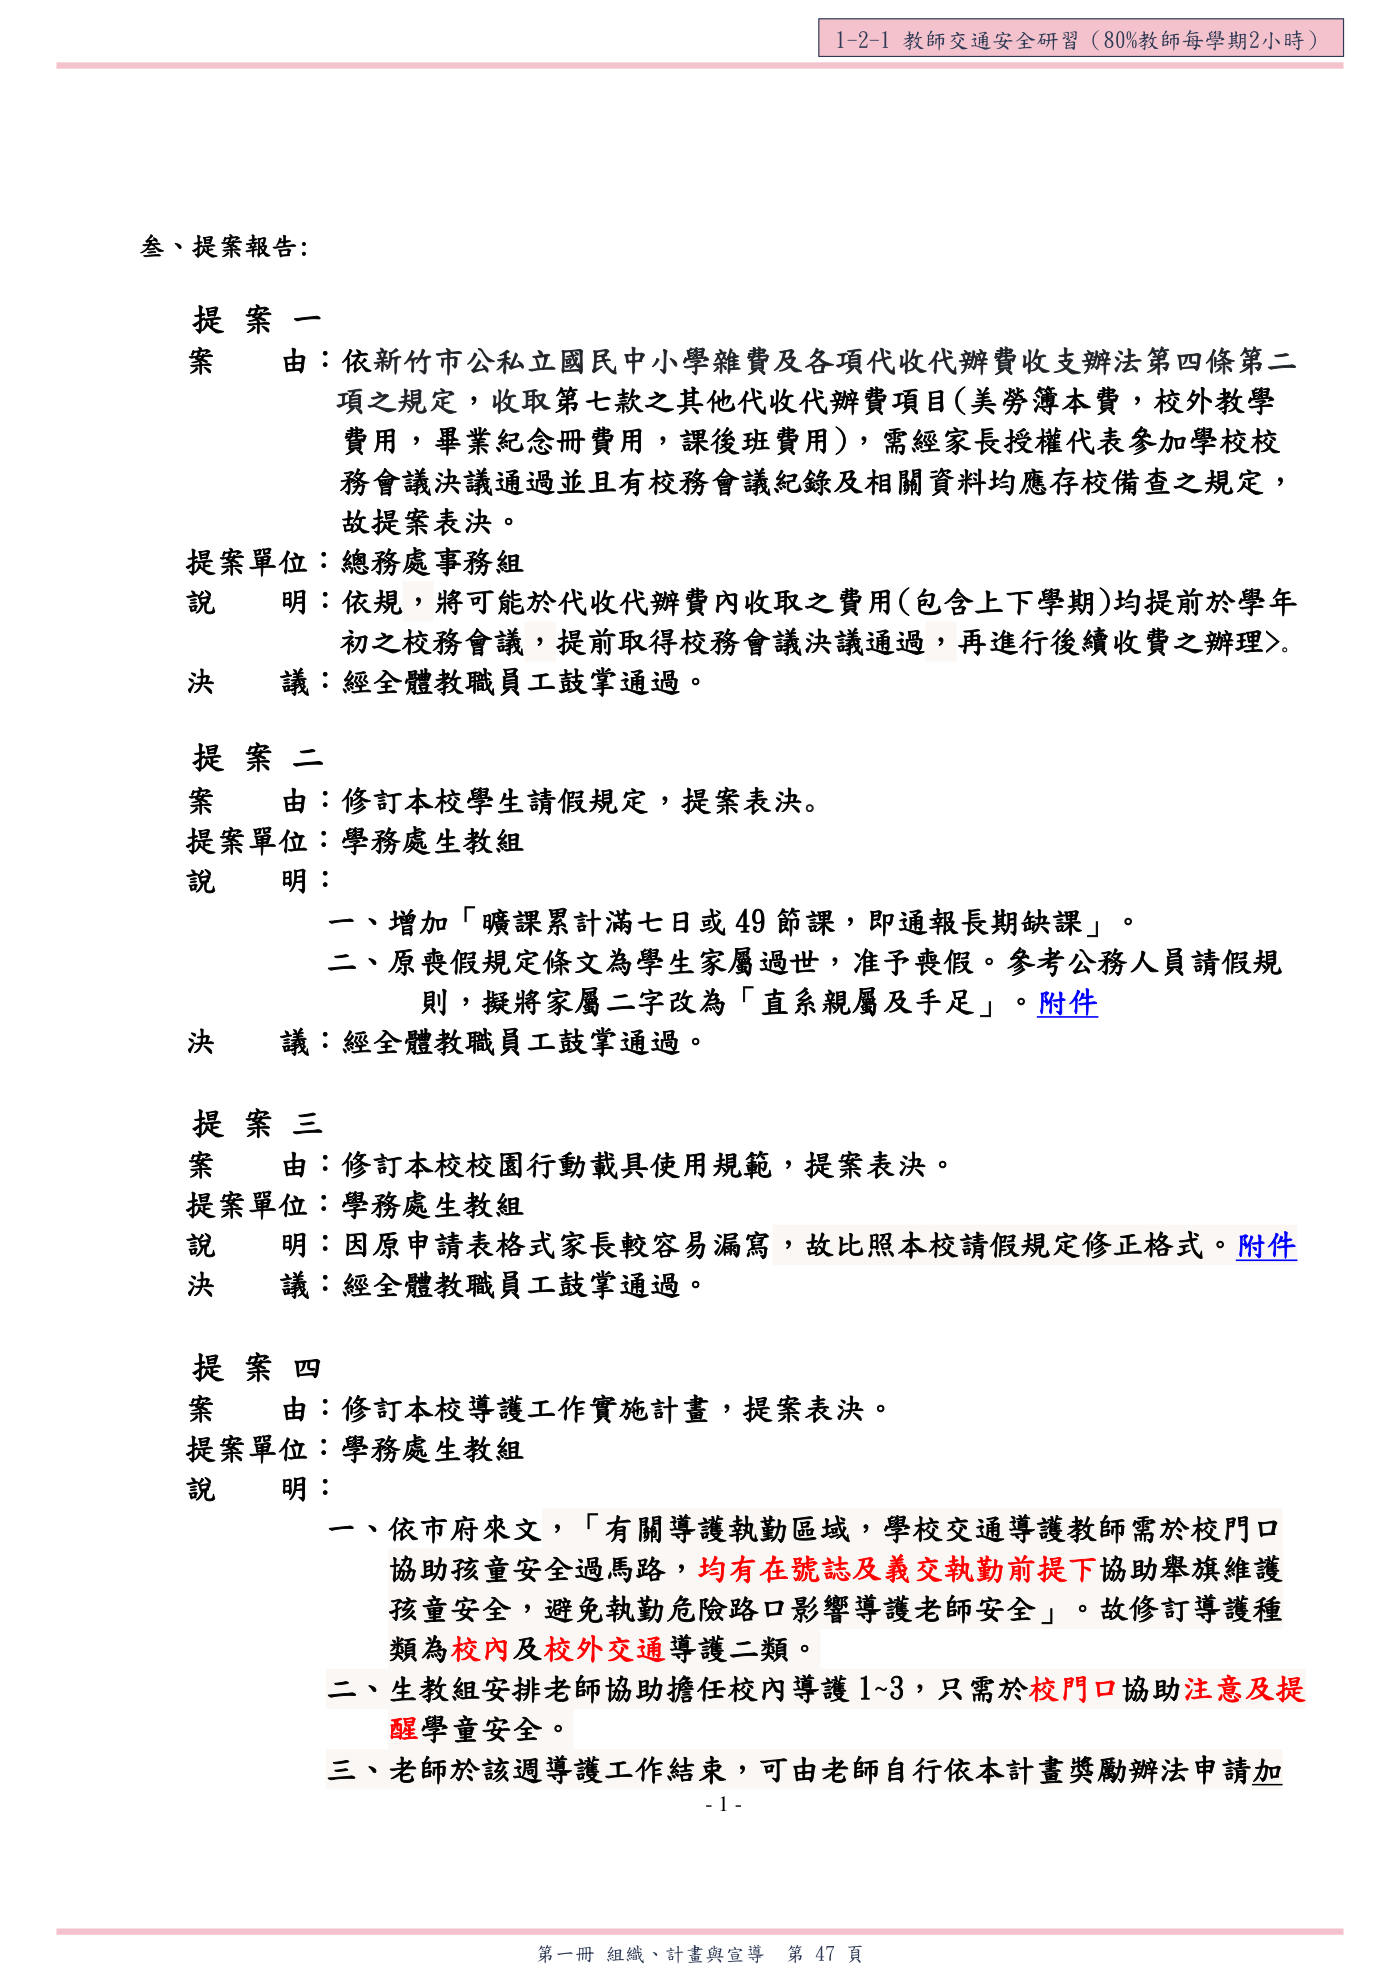 1-2-1 教師交通安全研習（80%教師每學期2小時）
叁、提案報告:
提 案 一
案　　由：依新竹市公私立國民中小學雜費及各項代收代辦費收支辦法第四條第二
項之規定，收取第七款之其他代收代辦費項目(美勞簿本費，校外教學
費用，畢業紀念冊費用，課後班費用)，需經家長授權代表參加學校校
務會議決議通過並且有校務會議紀錄及相關資料均應存校備查之規定，
故提案表決。
提案單位：總務處事務組
說　　明：依規，將可能於代收代辦費內收取之費用(包含上下學期)均提前於學年
初之校務會議，提前取得校務會議決議通過，再進行後續收費之辦理>。
決　　議：經全體教職員工鼓掌通過。
提 案 二
案　　由：修訂本校學生請假規定，提案表決。
提案單位：學務處生教組
說　　明：
一、增加「曠課累計滿七日或 49 節課，即通報長期缺課」。
二、原喪假規定條文為學生家屬過世，准予喪假。參考公務人員請假規
則，擬將家屬二字改為「直系親屬及手足」。附件
決　　議：經全體教職員工鼓掌通過。
提 案 三
案　　由：修訂本校校園行動載具使用規範，提案表決。
提案單位：學務處生教組
說　　明：因原申請表格式家長較容易漏寫，故比照本校請假規定修正格式。附件
決　　議：經全體教職員工鼓掌通過。
提 案 四
案　　由：修訂本校導護工作實施計畫，提案表決。
提案單位：學務處生教組
說　　明：
一、依市府來文，「有關導護執勤區域，學校交通導護教師需於校門口
協助孩童安全過馬路，均有在號誌及義交執勤前提下協助舉旗維護
孩童安全，避免執勤危險路口影響導護老師安全」。故修訂導護種
類為校內及校外交通導護二類。
二、生教組安排老師協助擔任校內導護 1~3，只需於校門口協助注意及提
醒學童安全。
三、老師於該週導護工作結束，可由老師自行依本計畫獎勵辦法申請加
- 1 -
第一冊 組織、計畫與宣導　第 47 頁